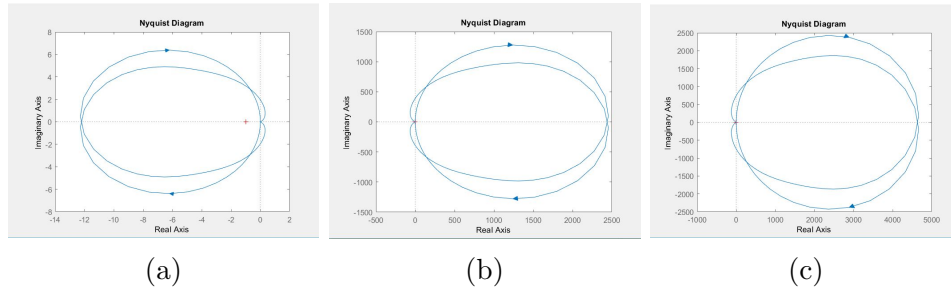 Nyquist Diagram
Imaginary Axis
8
6
4
2
0
-2
-4
-6
-8
-14 -12 -10 -8 -6 -4 -2 0 2
Real Axis
(a)
Nyquist Diagram
Imaginary Axis
1500
1000
500
0
-500
-1000
-1500
-500 0 500 1000 1500 2000 2500
Real Axis
(b)
Nyquist Diagram
Imaginary Axis
2500
2000
1500
1000
500
0
-500
-1000
-1500
-2000
-2500
-1000 0 1000 2000 3000 4000 5000
Real Axis
(c)